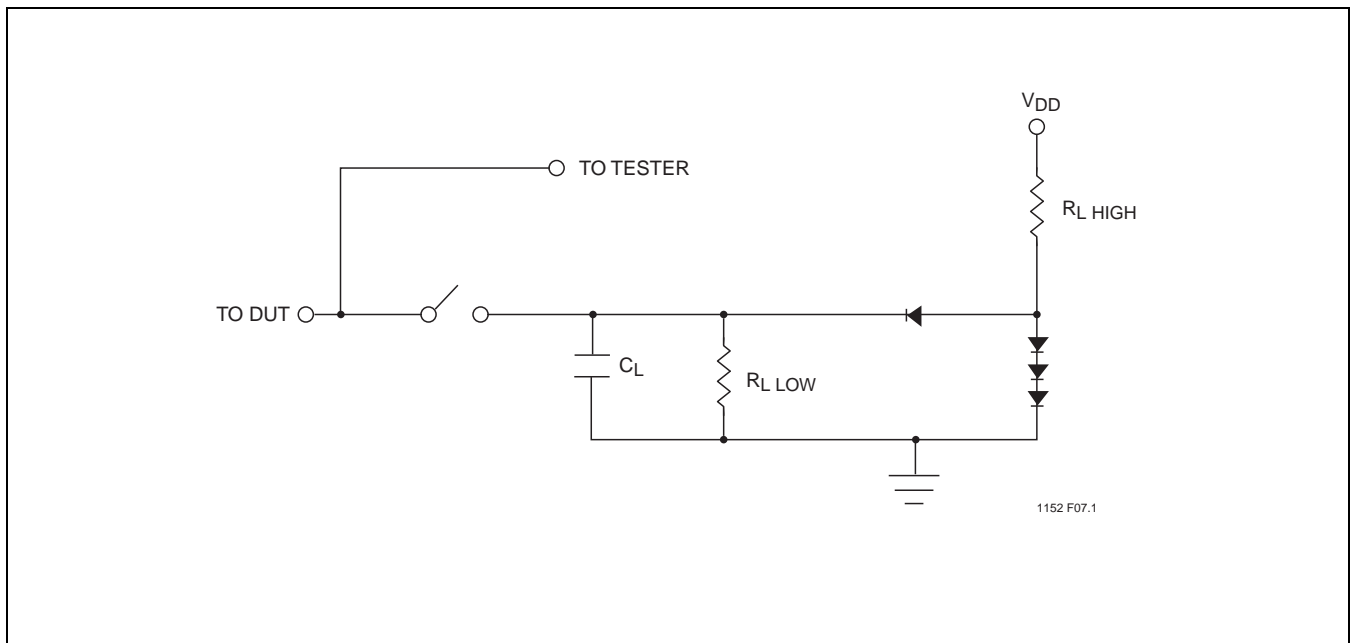 VDD
TO TESTER
RL HIGH
TO DUT
CL
RL LOW
1152 F07.1